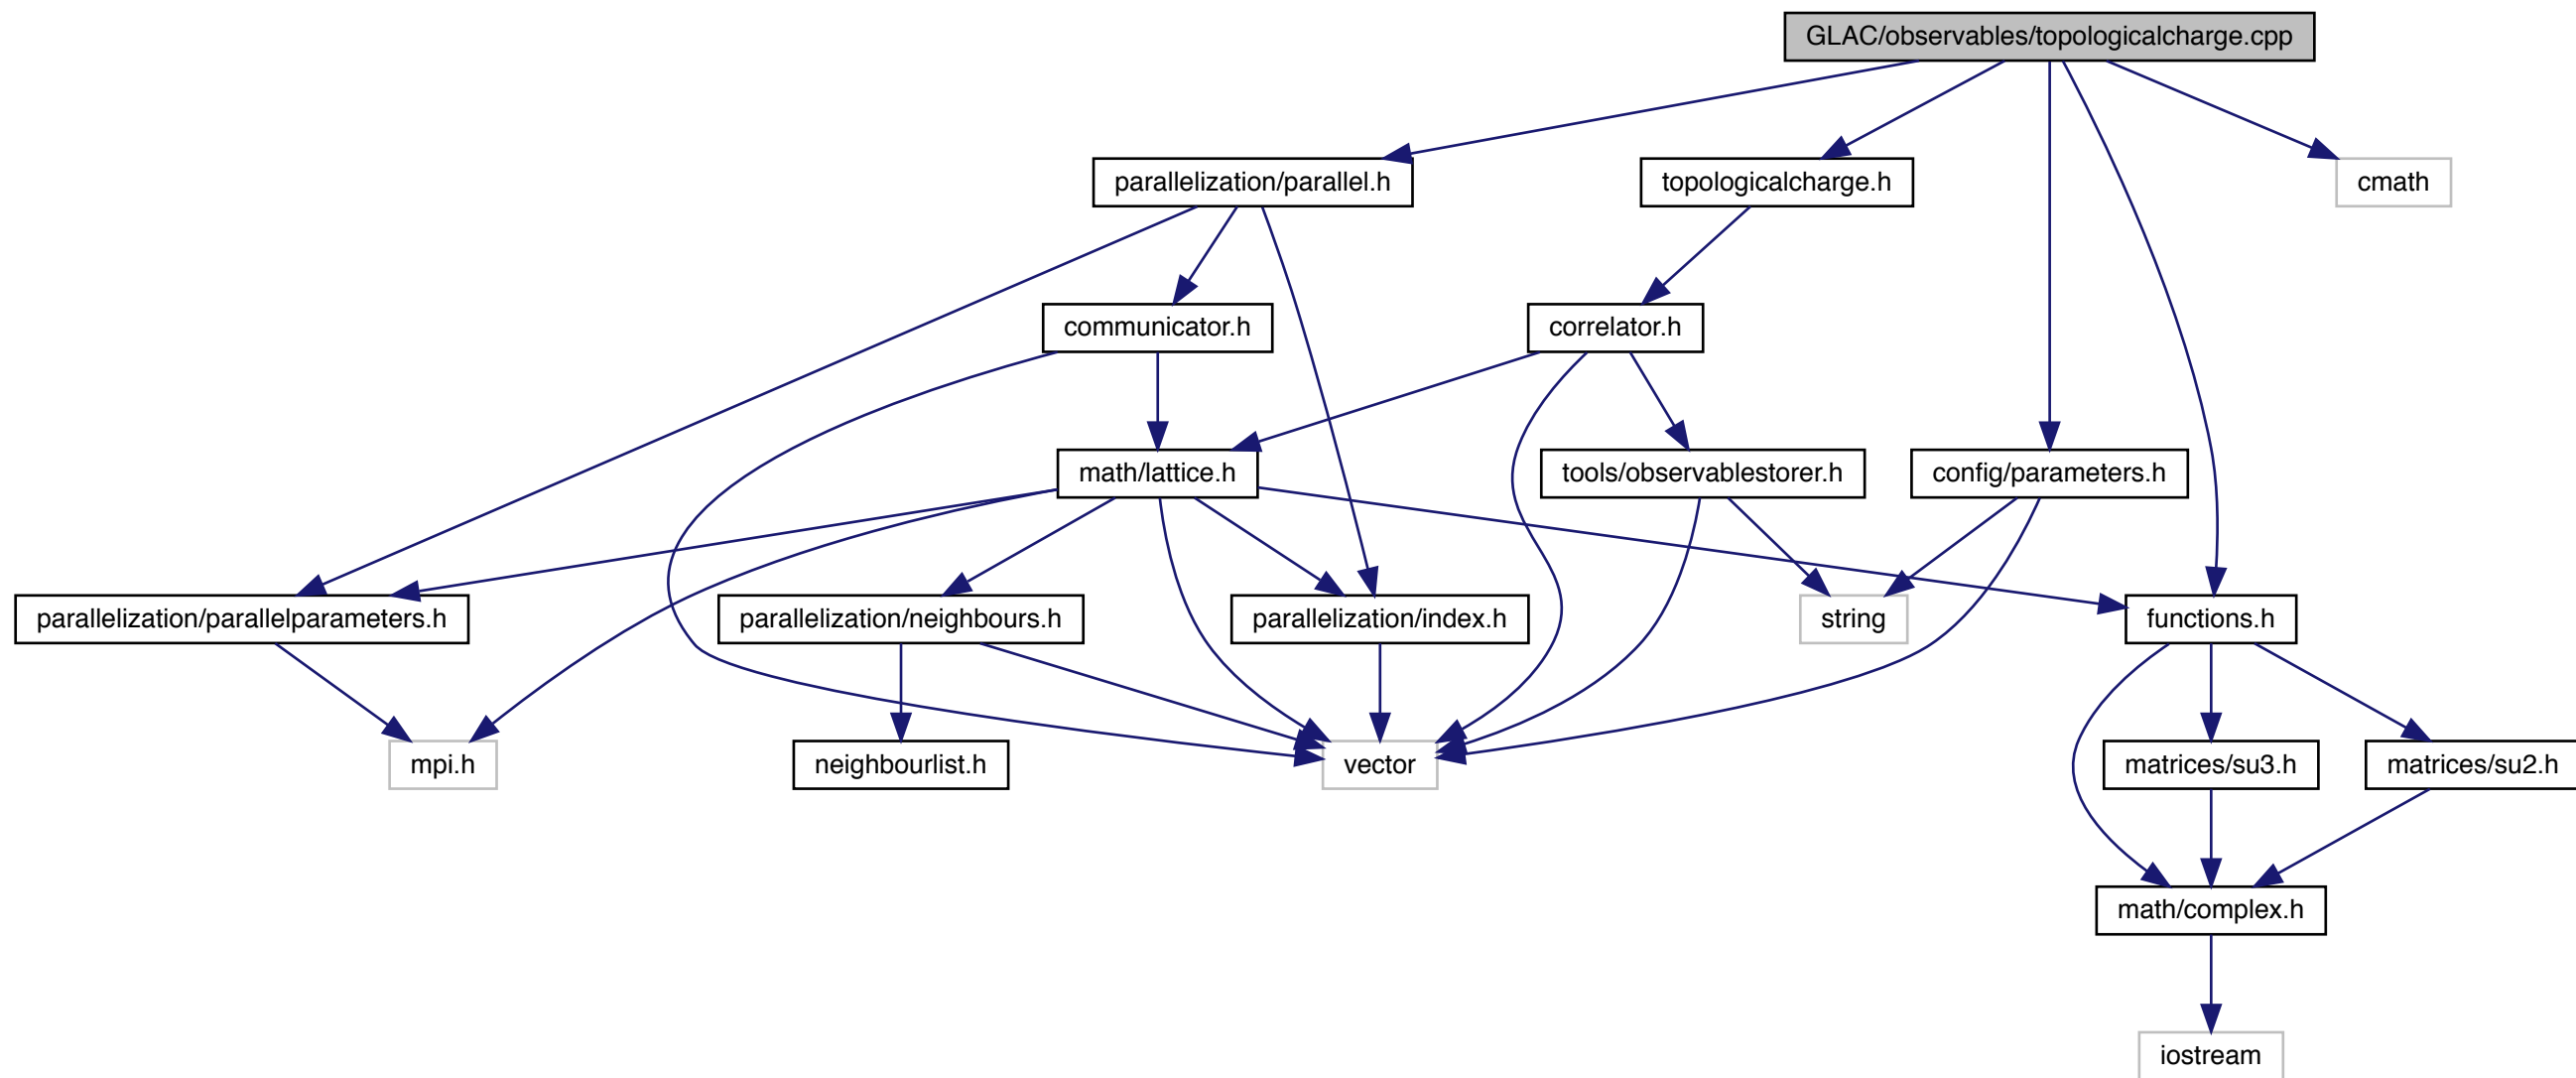 GLAC/observables/topologicalcharge.cpp
parallelization/parallel.h
topologicalcharge.h
cmath
communicator.h
correlator.h
math/lattice.h
tools/observablestorer.h
config/parameters.h
parallelization/parallelparameters.h
parallelization/neighbours.h
parallelization/index.h
string
functions.h
mpi.h
neighbourlist.h
vector
matrices/su3.h
matrices/su2.h
math/complex.h
iostream